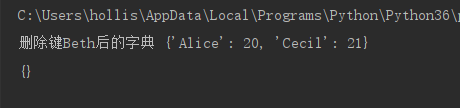 C:\Users\hollis\AppData\Local\Programs\Python\Python36\
删除键Beth后的字典 {'Alice': 20, 'Cecil': 21}
{}